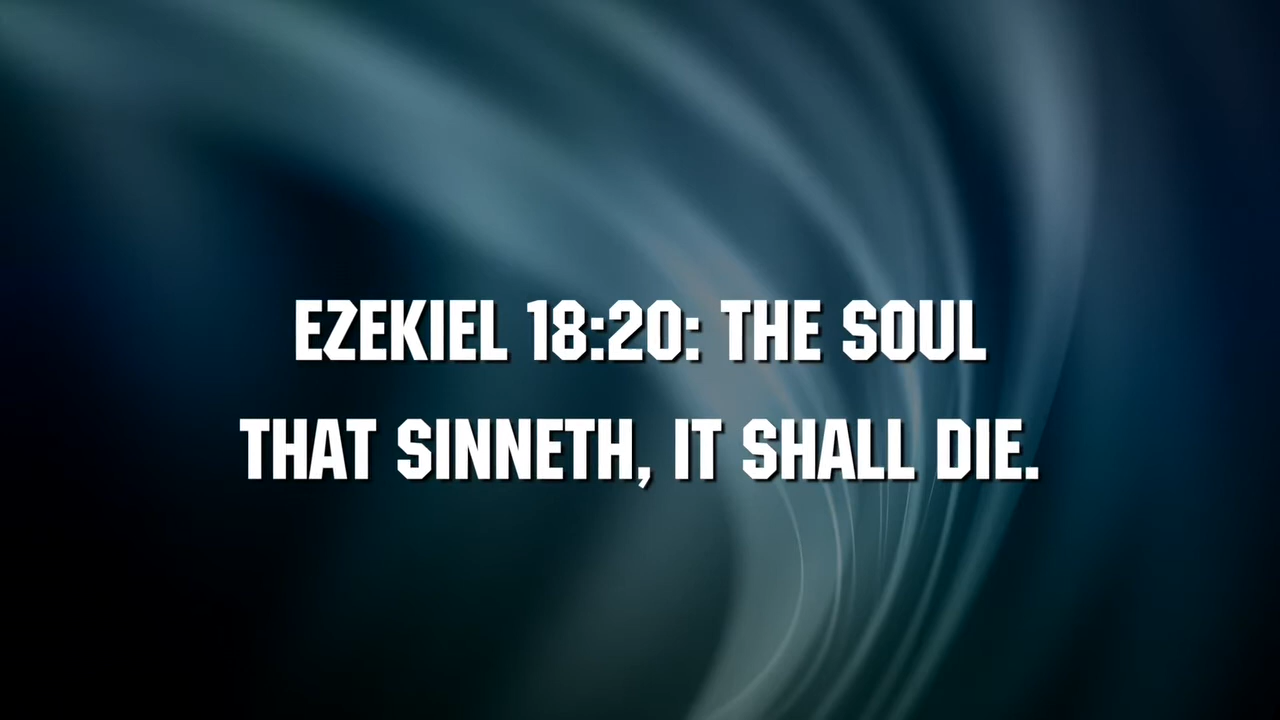 EZEKIEL 18:20: THE SOUL
THAT SINNETH, IT SHALL DIE.